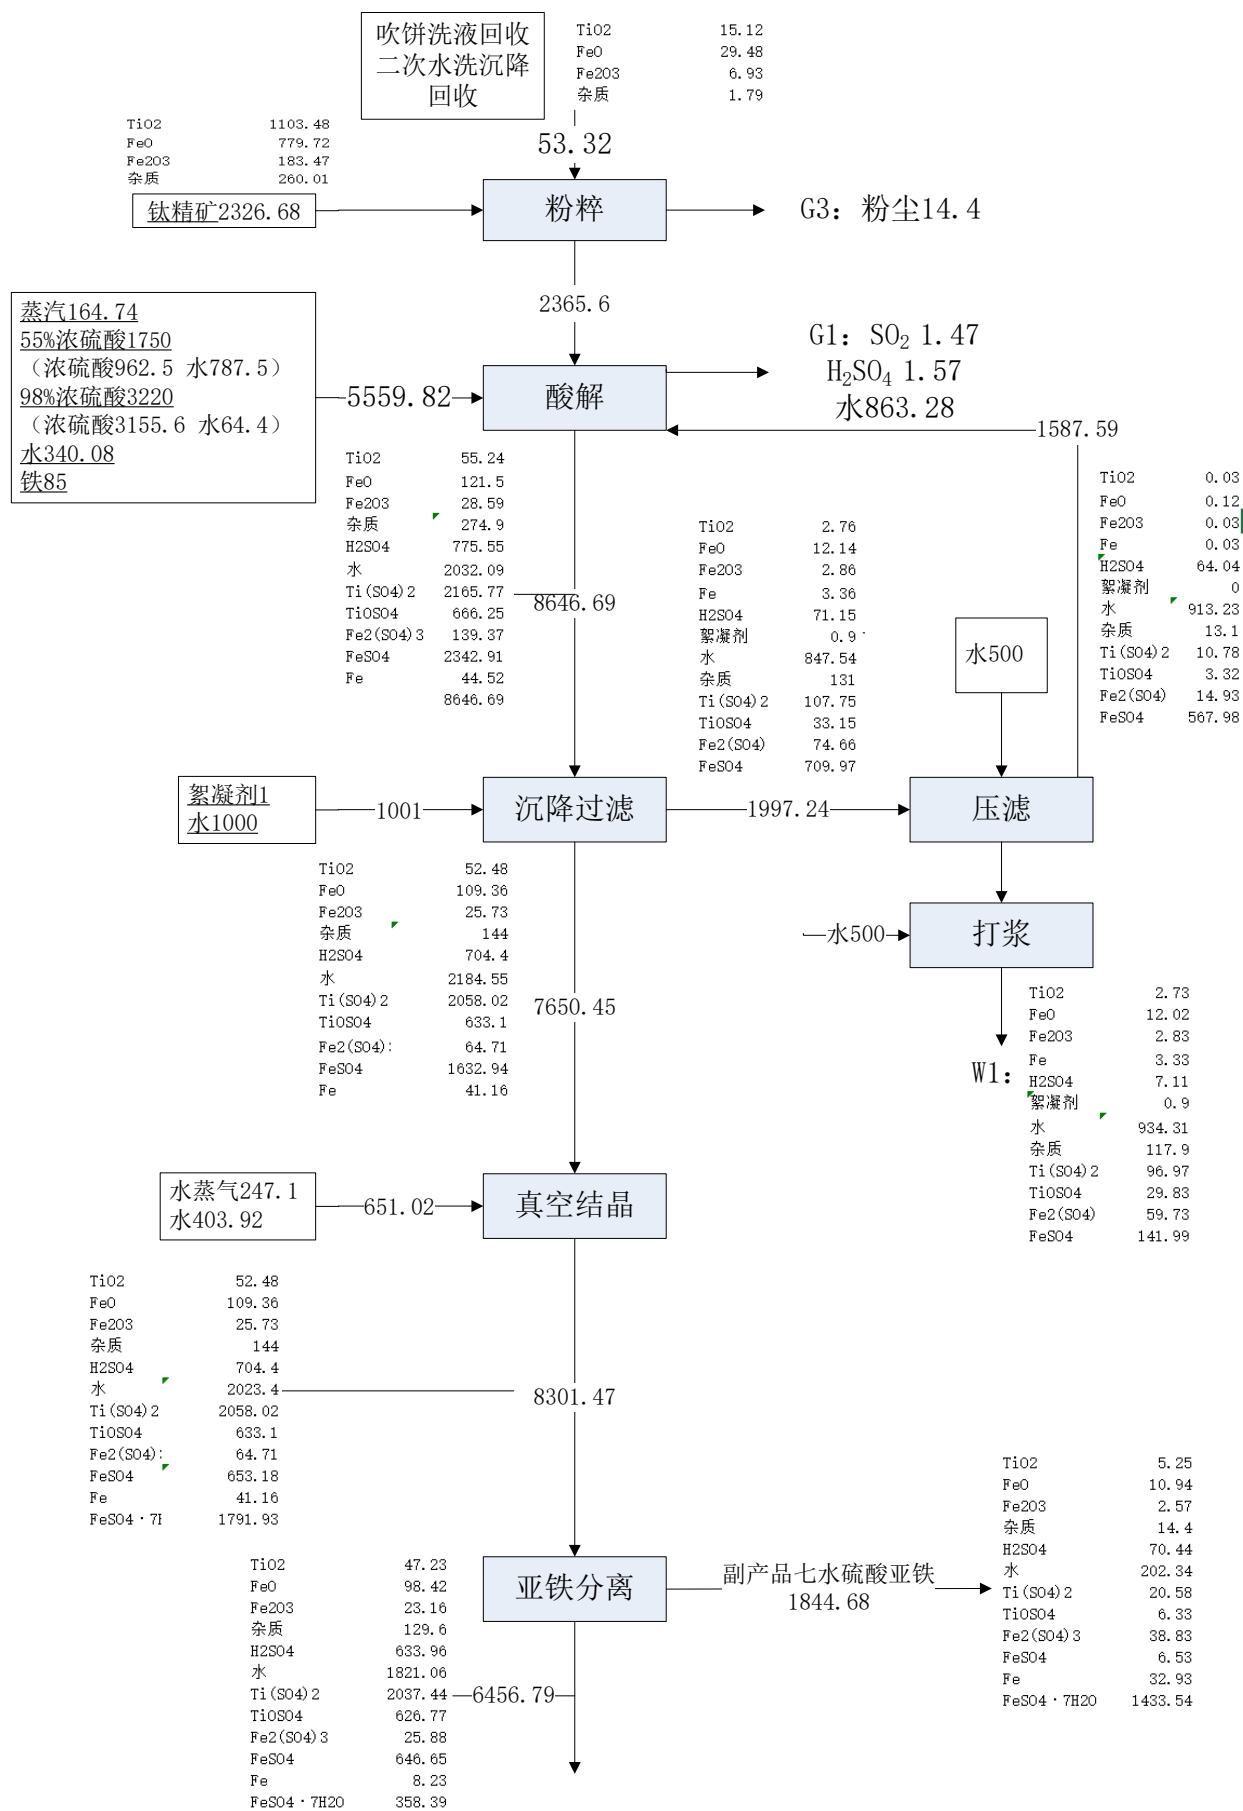 吹饼洗液回收
二次水洗沉降
回收
TiO2 15.12
FeO 29.48
Fe2O3 6.93
杂质 1.79
53.32
TiO2 1103.48
FeO 779.72
Fe2O3 183.47
杂质 260.01
钛精矿2326.68
粉粹
G3：粉尘14.4
2365.6
蒸汽164.74
55%浓硫酸1750
（浓硫酸962.5 水787.5）
98%浓硫酸3220
（浓硫酸3155.6 水64.4）
水340.08
铁85
5559.82
酸解
G1：SO₂ 1.47
H₂SO₄ 1.57
水863.28
1587.59
TiO2 55.24
FeO 121.5
Fe2O3 28.59
杂质 274.9
H2SO4 775.55
水 2032.09
Ti(SO4)2 2165.77
TiOSO4 666.25
Fe2(SO4)3 139.37
FeSO4 2342.91
Fe 44.52
8646.69
8646.69
TiO2 2.76
FeO 12.14
Fe2O3 2.86
Fe 3.36
H2SO4 71.15
絮凝剂 0.9
水 847.54
杂质 131
Ti(SO4)2 107.75
TiOSO4 33.15
Fe2(SO4) 74.66
FeSO4 709.97
水500
TiO2 0.03
FeO 0.12
Fe2O3 0.03
Fe 0.03
H2SO4 64.04
絮凝剂 0
水 913.23
杂质 13.1
Ti(SO4)2 10.78
TiOSO4 3.32
Fe2(SO4) 14.93
FeSO4 567.98
絮凝剂1
水1000
1001
沉降过滤
1997.24
压滤
TiO2 52.48
FeO 109.36
Fe2O3 25.73
杂质 144
H2SO4 704.4
水 2184.55
Ti(SO4)2 2058.02
TiOSO4 633.1
Fe2(SO4): 64.71
FeSO4 1632.94
Fe 41.16
7650.45
水500
打浆
W1：
TiO2 2.73
FeO 12.02
Fe2O3 2.83
Fe 3.33
H2SO4 7.11
絮凝剂 0.9
水 934.31
杂质 117.9
Ti(SO4)2 96.97
TiOSO4 29.83
Fe2(SO4) 59.73
FeSO4 141.99
水蒸气247.1
水403.92
651.02
真空结晶
TiO2 52.48
FeO 109.36
Fe2O3 25.73
杂质 144
H2SO4 704.4
水 2023.4
Ti(SO4)2 2058.02
TiOSO4 633.1
Fe2(SO4): 64.71
FeSO4 653.18
Fe 41.16
FeSO4·7H 1791.93
8301.47
亚铁分离
副产品七水硫酸亚铁
1844.68
TiO2 5.25
FeO 10.94
Fe2O3 2.57
杂质 14.4
H2SO4 70.44
水 202.34
Ti(SO4)2 20.58
TiOSO4 6.33
Fe2(SO4)3 38.83
FeSO4 6.53
Fe 32.93
FeSO4·7H2O 1433.54
TiO2 47.23
FeO 98.42
Fe2O3 23.16
杂质 129.6
H2SO4 633.96
水 1821.06
Ti(SO4)2 2037.44
TiOSO4 626.77
Fe2(SO4)3 25.88
FeSO4 646.65
Fe 8.23
FeSO4·7H2O 358.39
6456.79